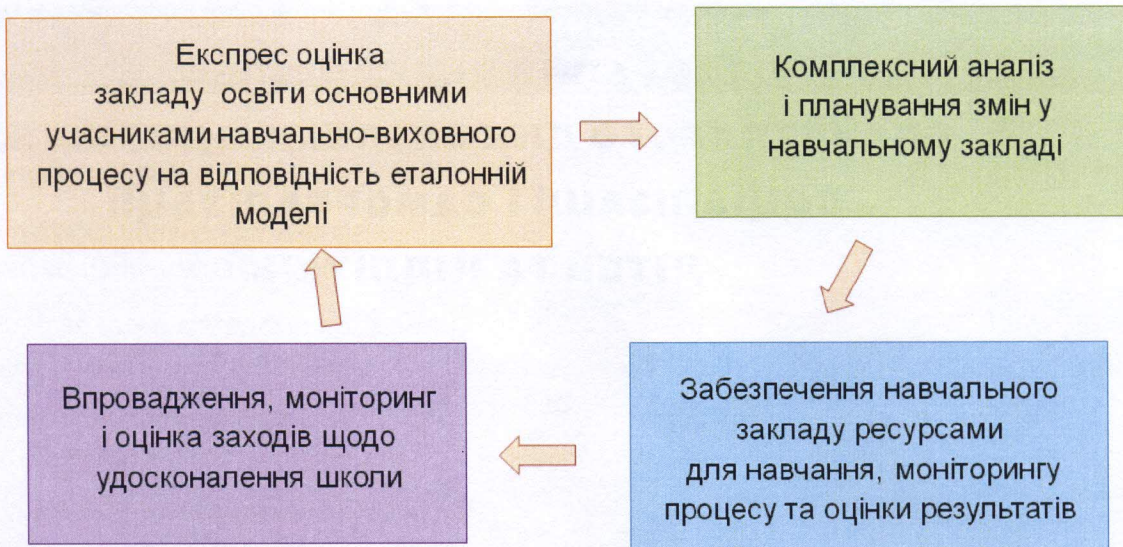 Експрес оцінка
закладу освіти основними
учасниками навчально-виховного
процесу на відповідність еталонній
моделі
Комплексний аналіз
і планування змін у
навчальному закладі
Забезпечення навчального
закладу ресурсами
для навчання, моніторингу
процесу та оцінки результатів
Впровадження, моніторинг
і оцінка заходів щодо
удосконалення школи